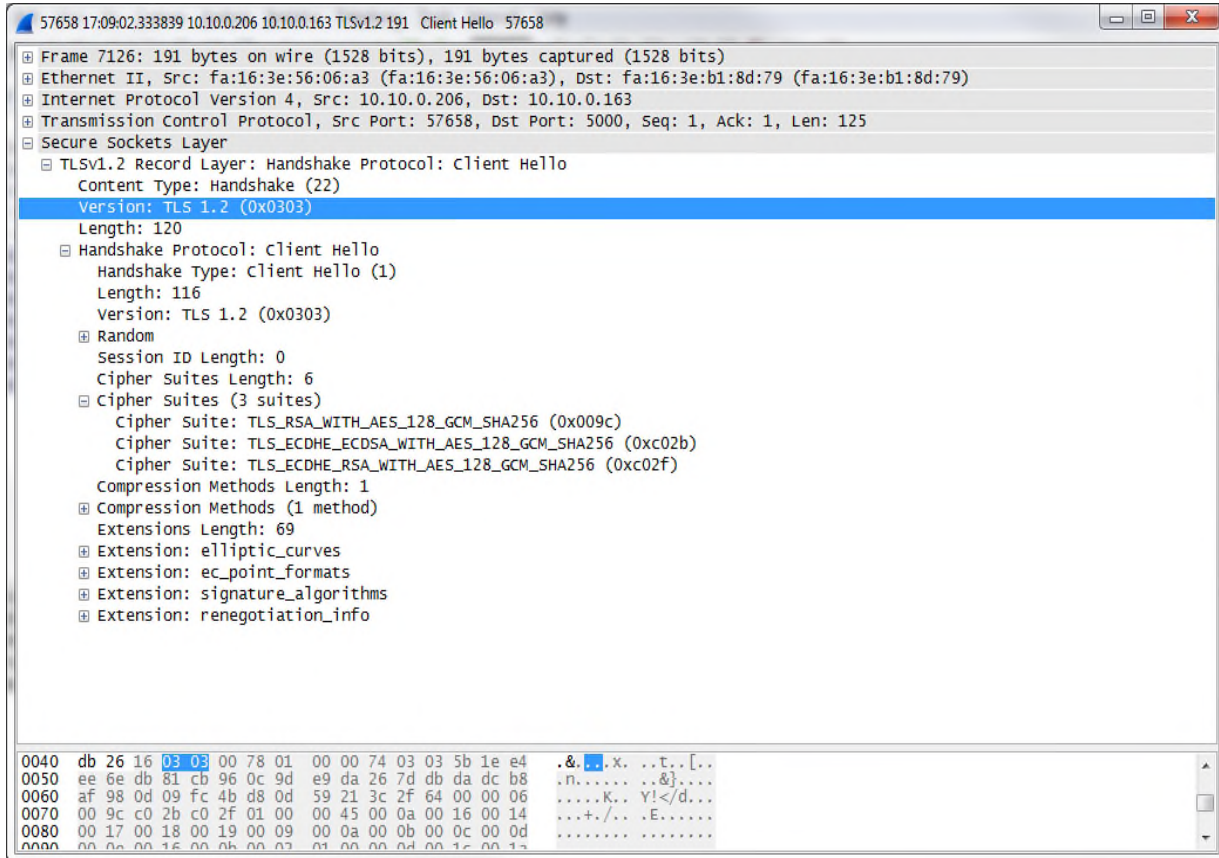 57658 17:09:02.333839 10.10.0.206 10.10.0.163 TLSv1.2 191 Client Hello 57658
Frame 7126: 191 bytes on wire (1528 bits), 191 bytes captured (1528 bits)
Ethernet II, Src: fa:16:3e:56:06:a3 (fa:16:3e:56:06:a3), Dst: fa:16:3e:b1:8d:79 (fa:16:3e:b1:8d:79)
Internet Protocol Version 4, Src: 10.10.0.206, Dst: 10.10.0.163
Transmission Control Protocol, Src Port: 57658, Dst Port: 5000, Seq: 1, Ack: 1, Len: 125
Secure Sockets Layer
TLSv1.2 Record Layer: Handshake Protocol: Client Hello
Content Type: Handshake (22)
Version: TLS 1.2 (0x0303)
Length: 120
Handshake Protocol: Client Hello
Handshake Type: Client Hello (1)
Length: 116
Version: TLS 1.2 (0x0303)
Random
Session ID Length: 0
Cipher Suites Length: 6
Cipher Suites (3 suites)
Cipher Suite: TLS_RSA_WITH_AES_128_GCM_SHA256 (0x009c)
Cipher Suite: TLS_ECDHE_ECDSA_WITH_AES_128_GCM_SHA256 (0xc02b)
Cipher Suite: TLS_ECDHE_RSA_WITH_AES_128_GCM_SHA256 (0xc02f)
Compression Methods Length: 1
Compression Methods (1 method)
Extensions Length: 69
Extension: elliptic_curves
Extension: ec_point_formats
Extension: signature_algorithms
Extension: renegotiation_info
0040 db 26 16 03 03 00 78 01 00 00 74 03 03 5b 1e e4 .&....x. ..t..[..
0050 ee 6e db 81 cb 96 0c 9d e9 da 26 7d db da dc b8 .n...... ..&}....
0060 af 98 0d 09 fc 4b d8 0d 59 21 3c 2f 64 00 00 06 .....K.. Y!</d...
0070 00 9c c0 2b c0 2f 01 00 00 45 00 0a 00 16 00 14 ...+./.. .E......
0080 00 17 00 18 00 19 00 09 00 0a 00 0b 00 0c 00 0d ........ ........